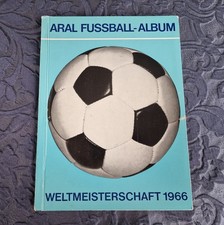 ARAL FUSSBALL-ALBUM
WELTMEISTERSCHAFT 1966